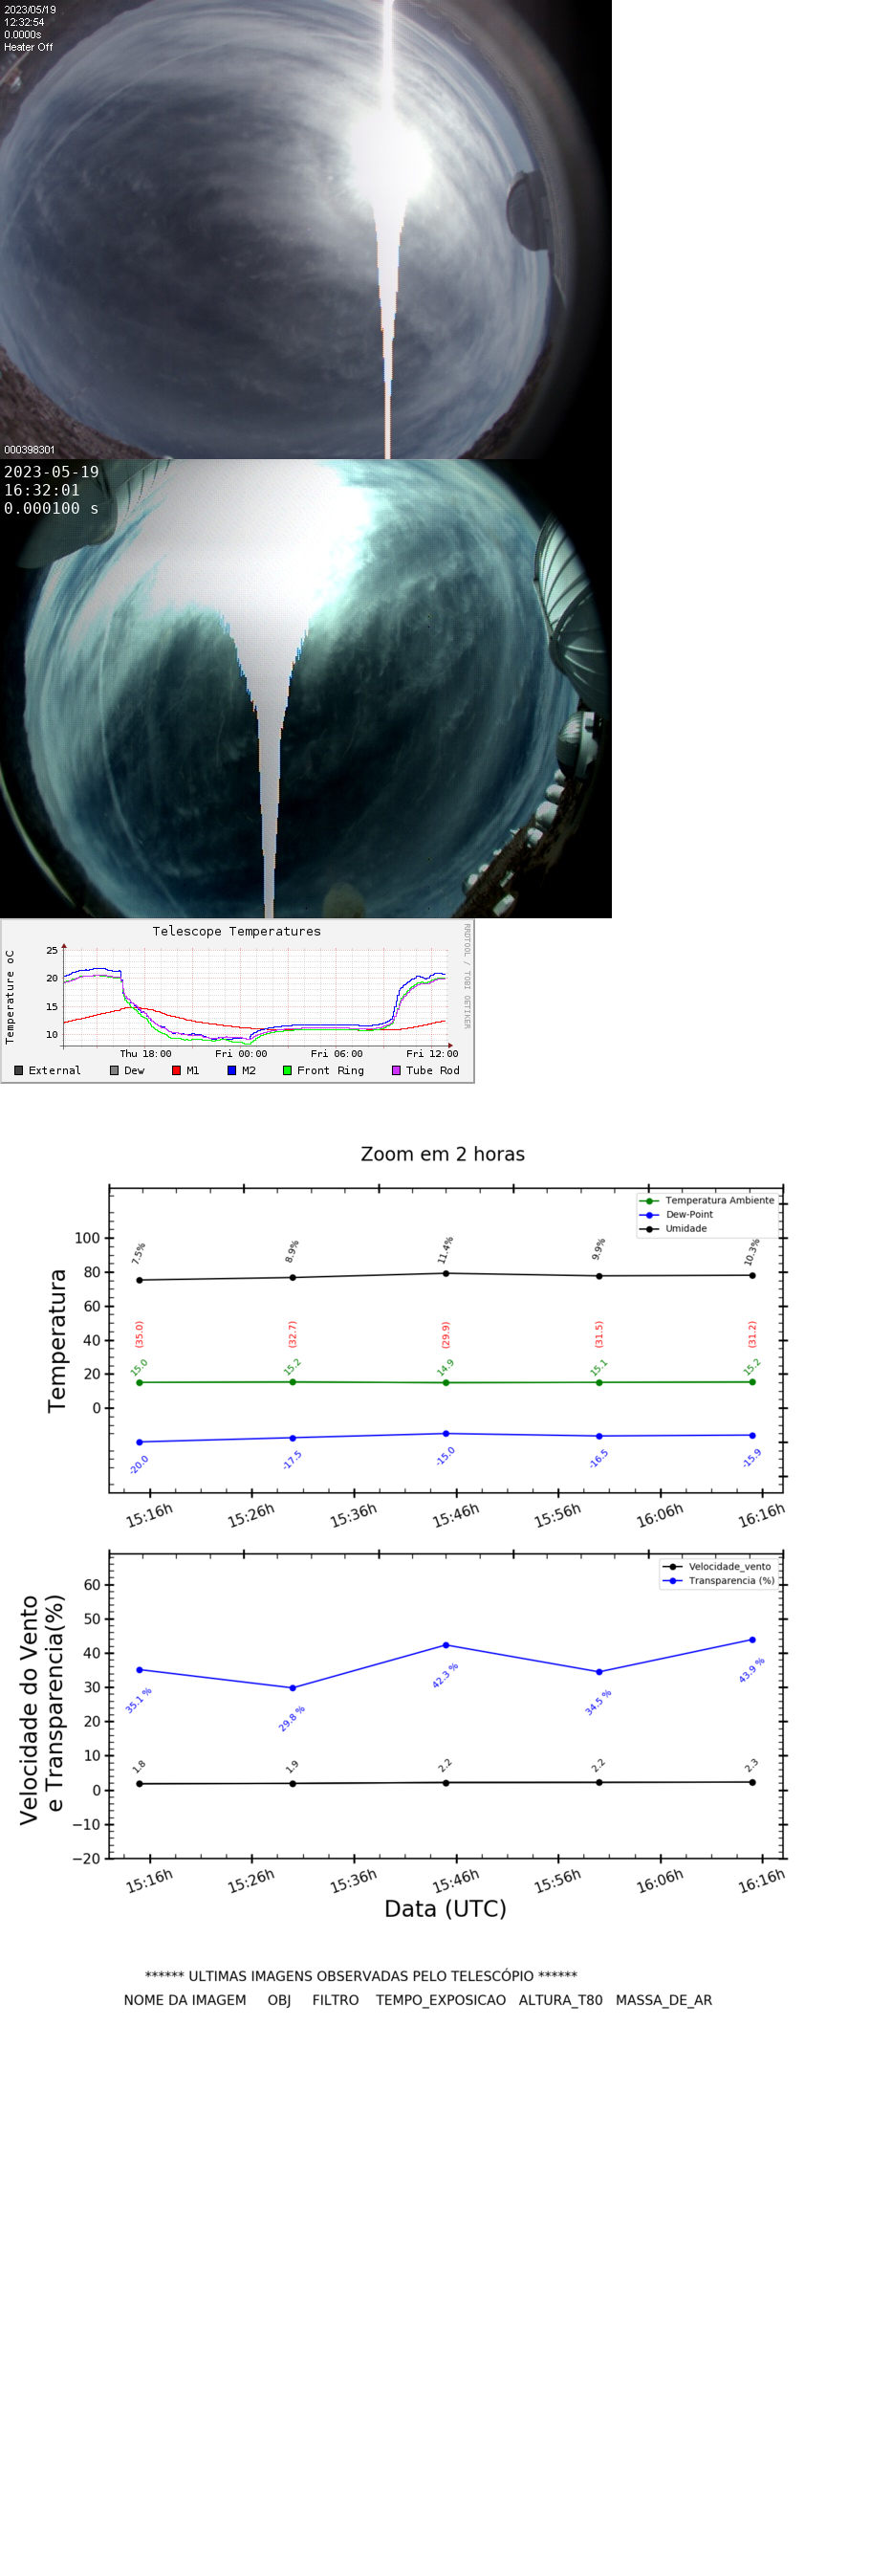 2023/05/19
12:32:54
0.0000s
Heater Off
000398301
2023-05-19
16:32:01
0.000100 s
Telescope Temperatures
RRDTOOL / TOBI OETIKER
Temperature oC
25
20
15
10
Thu 18:00 Fri 00:00 Fri 06:00 Fri 12:00
External Dew M1 M2 Front Ring Tube Rod
Zoom em 2 horas
Temperatura Ambiente
Dew-Point
Umidade
Temperatura
100
80
60
40
20
0
7.5% 8.9% 11.4% 9.9% 10.3%
(35.0) (32.7) (29.9) (31.5) (31.2)
15.0 15.2 14.9 15.1 15.2
-20.0 -17.5 -15.0 -16.5 -15.9
15:16h 15:26h 15:36h 15:46h 15:56h 16:06h 16:16h
Velocidade_vento
Transparencia (%)
Velocidade do Vento
e Transparencia(%)
60
50
40
30
20
10
0
−10
−20
35.1 % 29.8 % 42.3 % 34.5 % 43.9 %
1.8 1.9 2.2 2.2 2.3
15:16h 15:26h 15:36h 15:46h 15:56h 16:06h 16:16h
Data (UTC)
****** ULTIMAS IMAGENS OBSERVADAS PELO TELESCÓPIO ******
NOME DA IMAGEM OBJ FILTRO TEMPO_EXPOSICAO ALTURA_T80 MASSA_DE_AR